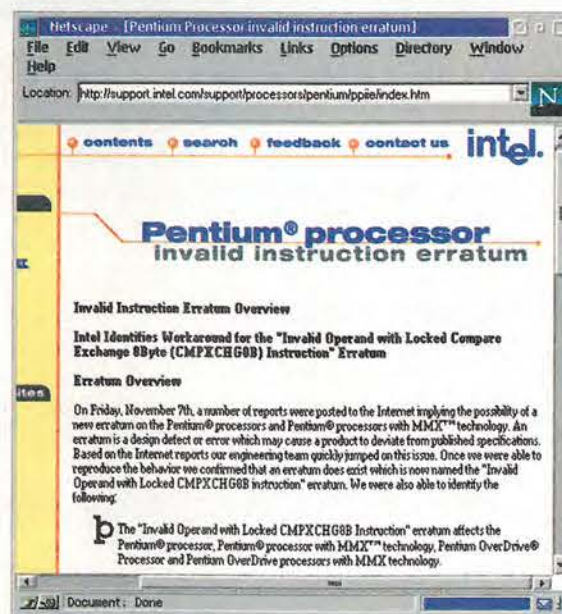 Netscape - [Pentium Processor invalid instruction erratum]
File Edit View Go Bookmarks Links Options Directory Window
Help
Location: http://support.intel.com/support/processors/pentium/ppiie/index.htm
N
contents search feedback contact us intel.
Pentium® processor
invalid instruction erratum
Invalid Instruction Erratum Overview
Intel Identifies Workaround for the "Invalid Operand with Locked Compare
Exchange 8Byte (CMPXCHG8B) Instruction" Erratum
Erratum Overview
ites
On Friday, November 7th, a number of reports were posted to the Internet implying the possibility of a
new erratum on the Pentium® processors and Pentium® processors with MMX™ technology. An
erratum is a design defect or error which may cause a product to deviate from published specifications.
Based on the Internet reports our engineering team quickly jumped on this issue. Once we were able to
reproduce the behavior we confirmed that an erratum does exist which is now named the "Invalid
Operand with Locked CMPXCHG8B instruction" erratum. We were also able to identify the
following:
þ The "Invalid Operand with Locked CMPXCHG8B Instruction" erratum affects the
Pentium® processor, Pentium® processor with MMX™ technology, Pentium OverDrive®
Processor and Pentium OverDrive processors with MMX technology.
Document: Done